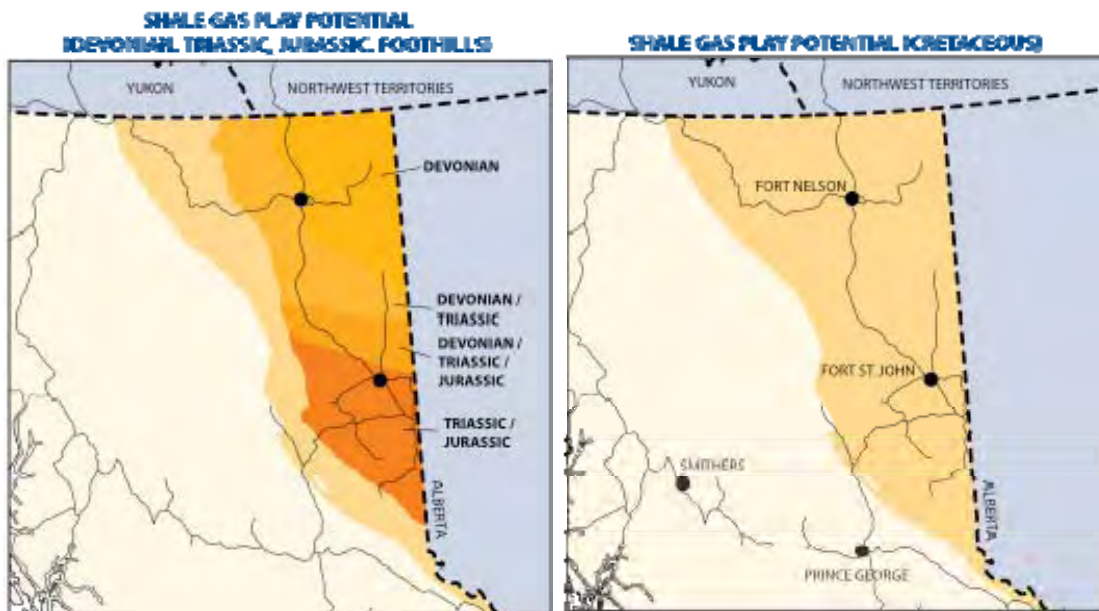 SHALE GAS PLAY POTENTIAL
(DEVONIAN. TRIASSIC, JURASSIC. FOOTHILLS)
YUKON
NORTHWEST TERRITORIES
DEVONIAN
DEVONIAN /
TRIASSIC
DEVONIAN /
TRIASSIC /
JURASSIC
TRIASSIC /
JURASSIC
ALBERTA
SHALE GAS PLAY POTENTIAL (CRETACEOUS)
YUKON
NORTHWEST TERRITORIES
FORT NELSON
FORT ST. JOHN
SMITHERS
ALBERTA
PRINCE GEORGE